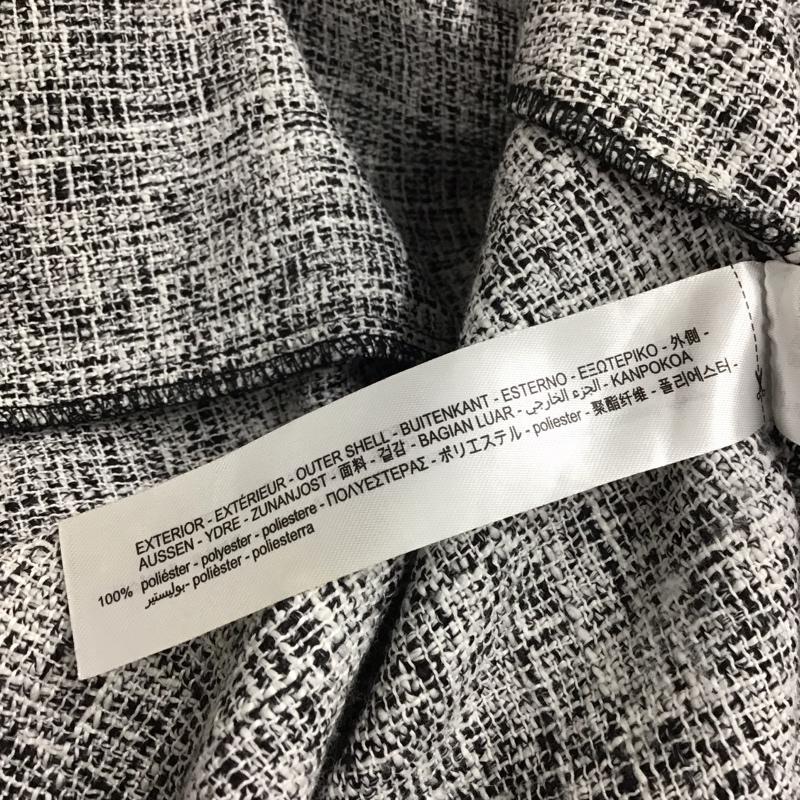 EXTERIOR - EXTÉRIEUR - OUTER SHELL - BUITENKANT - ESTERNO - ΕΞΩΤΕΡΙΚΟ - 外側 -
AUSSEN - YDRE - ZUNANJOST - 面料 - 겉감 - BAGIAN LUAR - الجزء الخارجي - KANPOKOA
100% poliéster - polyester - poliestere - ΠΟΛΥΕΣΤΕΡΑΣ - ポリエステル - poliester - 聚酯纤维 - 폴리에스터 -
بوليستير - polièster - poliesterra